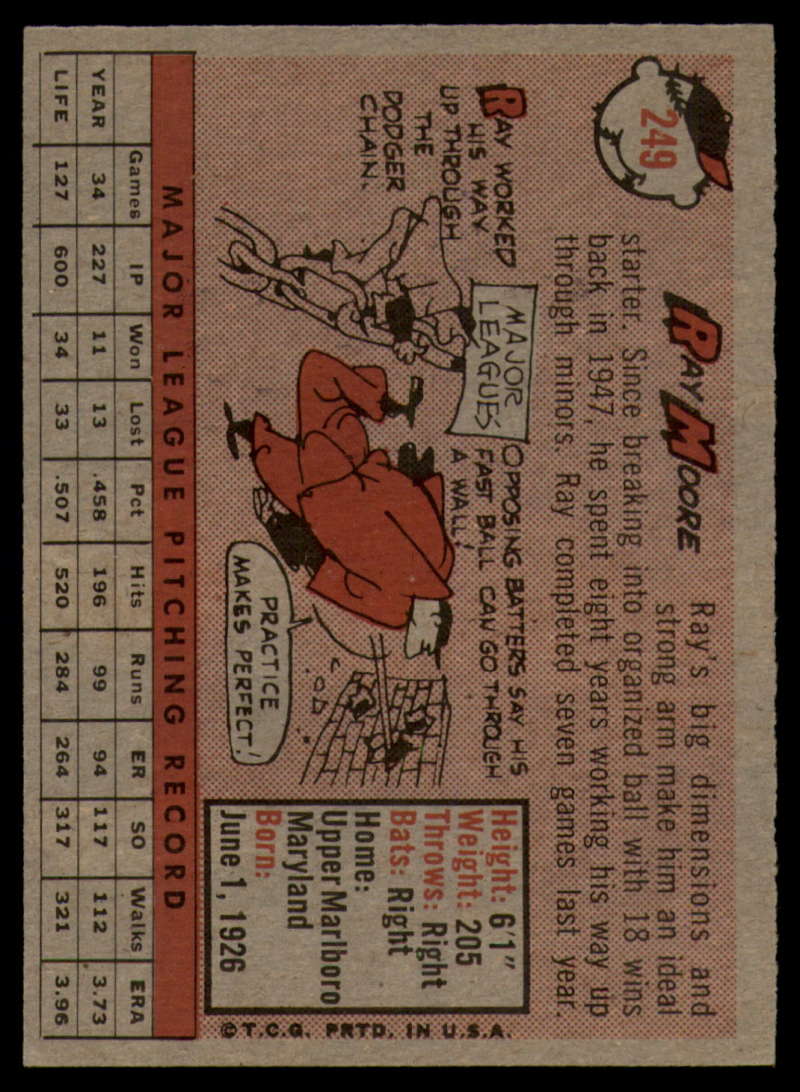 249
RAY MOORE
Ray's big dimensions and
strong arm make him an ideal
starter. Since breaking into organized ball with 18 wins
back in 1947, he spent eight years working his way up
through minors. Ray completed seven games last year.
RAY WORKED
HIS WAY
UP THROUGH
THE
DODGER
CHAIN.
MAJOR
LEAGUES
OPPOSING BATTERS SAY HIS
FAST BALL CAN GO THROUGH
A WALL!
PRACTICE
MAKES PERFECT!
Height: 6'1"
Weight: 205
Throws: Right
Bats: Right
Home:
Upper Marlboro
Maryland
Born:
June 1, 1926
©T.C.G. PRTD. IN U.S.A.
MAJOR LEAGUE PITCHING RECORD
Games IP Won Lost Pct Hits Runs ER SO Walks ERA
YEAR 34 227 11 13 .458 196 99 94 117 112 3.73
LIFE 127 600 34 33 .507 520 284 264 317 321 3.96